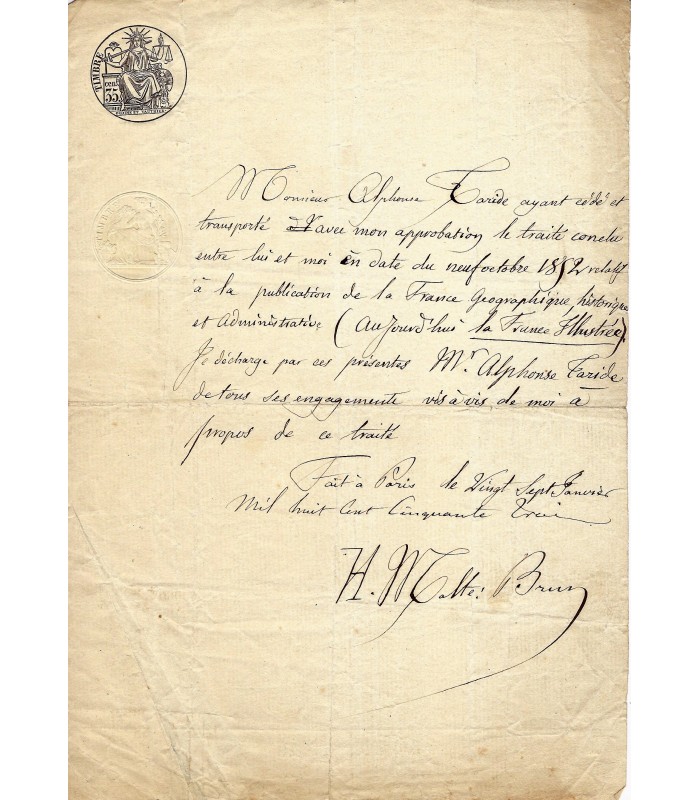 TIMBRE
cen.
35
Monsieur Alphonse Taride ayant cédé et
transporté avec mon approbation le traité conclu
entre lui et moi en date du neuf octobre 1852 relatif
à la publication de la France Géographique, historique
et Administrative (aujourd'hui la France Illustrée)
Je décharge par ces présentes Mr. Alphonse Taride
de tous ses engagements vis à vis de moi à
propos de ce traité
Fait à Paris le Vingt Sept Janvier
Mil huit Cent Cinquante trois
H. Malte-Brun